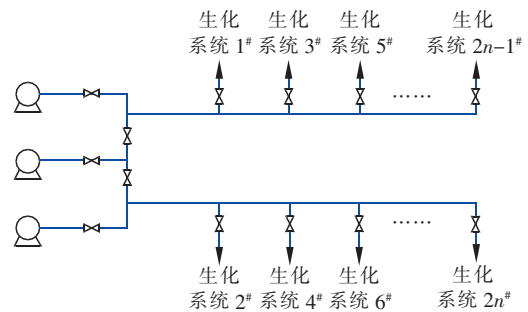 生化 生化 生化 生化
系统 1# 系统 3# 系统 5# 系统 2n-1#
……
……
生化 生化 生化 生化
系统 2# 系统 4# 系统 6# 系统 2n#